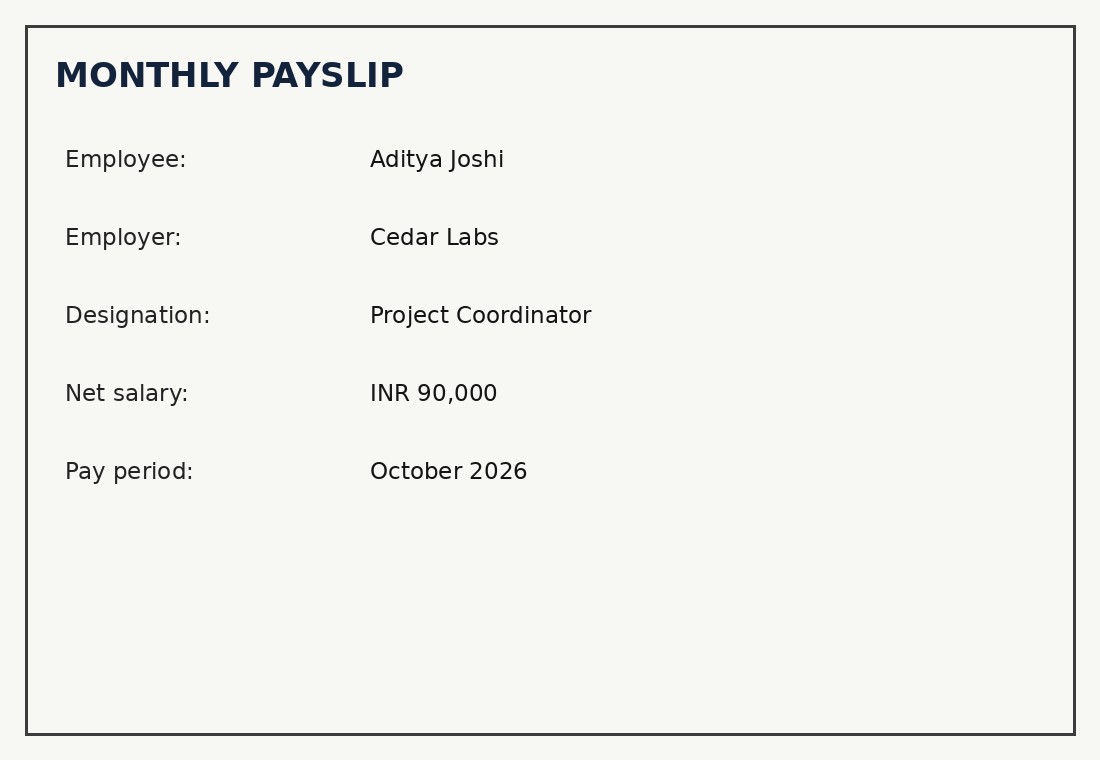 MONTHLY PAYSLIP
Employee: Aditya Joshi
Employer: Cedar Labs
Designation: Project Coordinator
Net salary: INR 90,000
Pay period: October 2026